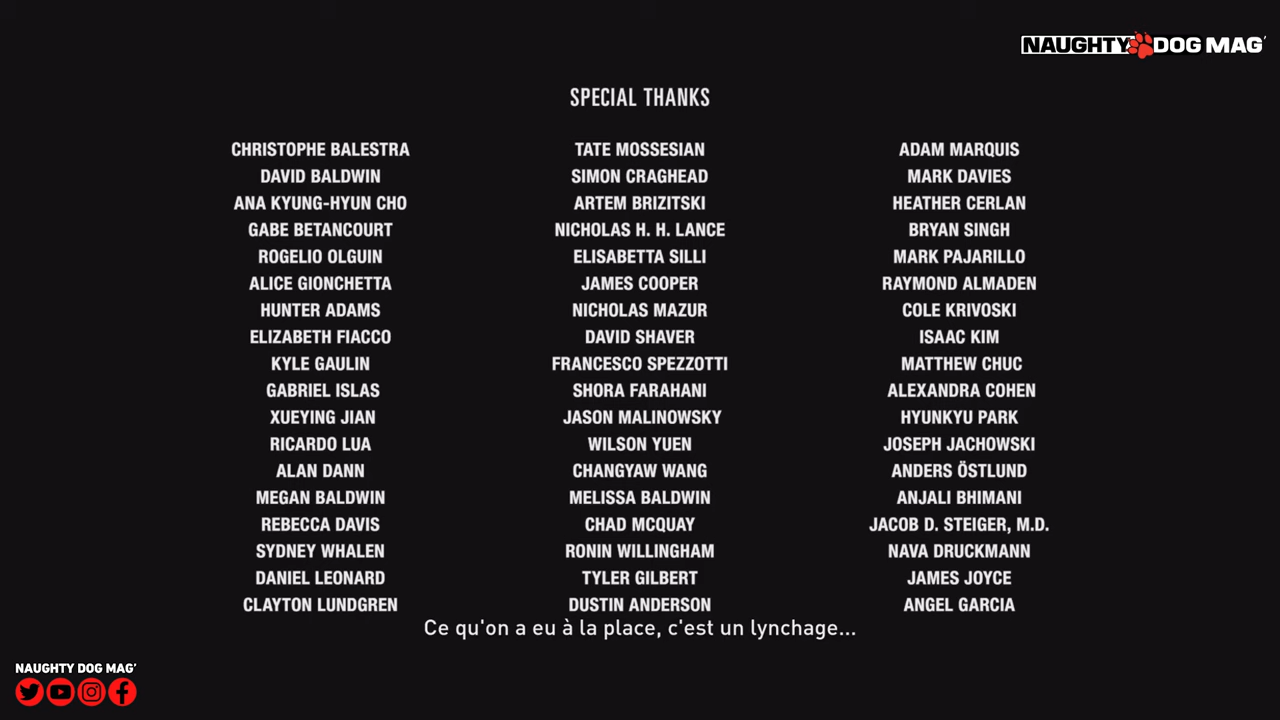 NAUGHTY DOG MAG'
SPECIAL THANKS
CHRISTOPHE BALESTRA
DAVID BALDWIN
ANA KYUNG-HYUN CHO
GABE BETANCOURT
ROGELIO OLGUIN
ALICE GIONCHETTA
HUNTER ADAMS
ELIZABETH FIACCO
KYLE GAULIN
GABRIEL ISLAS
XUEYING JIAN
RICARDO LUA
ALAN DANN
MEGAN BALDWIN
REBECCA DAVIS
SYDNEY WHALEN
DANIEL LEONARD
CLAYTON LUNDGREN
TATE MOSSESIAN
SIMON CRAGHEAD
ARTEM BRIZITSKI
NICHOLAS H. H. LANCE
ELISABETTA SILLI
JAMES COOPER
NICHOLAS MAZUR
DAVID SHAVER
FRANCESCO SPEZZOTTI
SHORA FARAHANI
JASON MALINOWSKY
WILSON YUEN
CHANGYAW WANG
MELISSA BALDWIN
CHAD MCQUAY
RONIN WILLINGHAM
TYLER GILBERT
DUSTIN ANDERSON
ADAM MARQUIS
MARK DAVIES
HEATHER CERLAN
BRYAN SINGH
MARK PAJARILLO
RAYMOND ALMADEN
COLE KRIVOSKI
ISAAC KIM
MATTHEW CHUC
ALEXANDRA COHEN
HYUNKYU PARK
JOSEPH JACHOWSKI
ANDERS ÖSTLUND
ANJALI BHIMANI
JACOB D. STEIGER, M.D.
NAVA DRUCKMANN
JAMES JOYCE
ANGEL GARCIA
Ce qu'on a eu à la place, c'est un lynchage...
NAUGHTY DOG MAG'